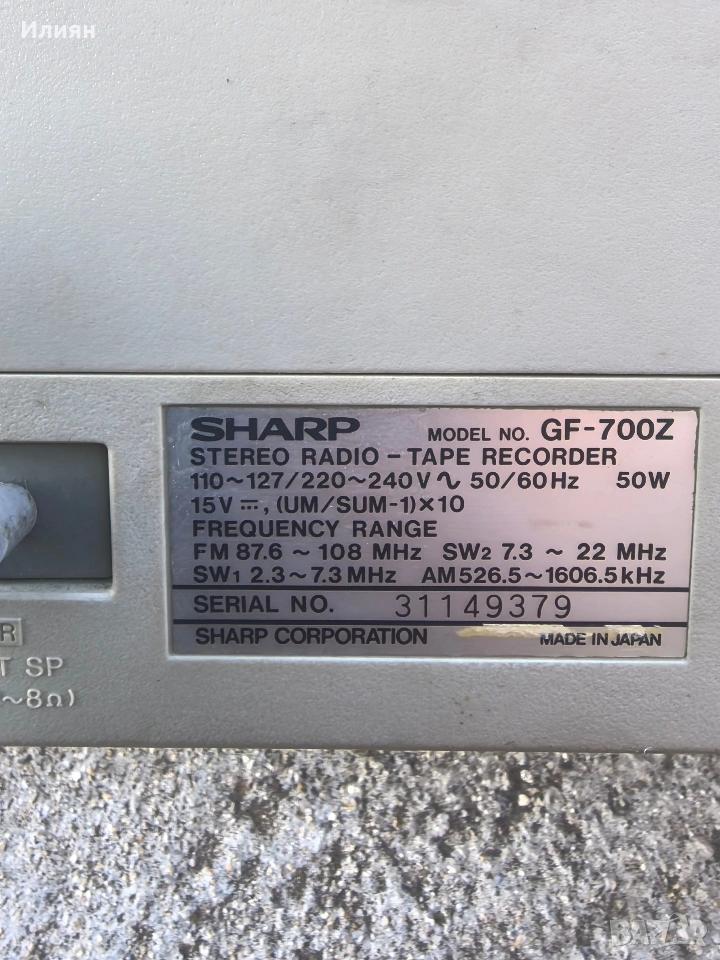 Илиян
SHARP MODEL NO. GF-700Z
STEREO RADIO - TAPE RECORDER
110~127/220~240V ∿ 50/60Hz 50W
15V ⎓, (UM/SUM-1)×10
FREQUENCY RANGE
FM 87.6 ~ 108 MHz SW2 7.3 ~ 22 MHz
SW1 2.3~7.3 MHz AM 526.5~1606.5 kHz
SERIAL NO. 31149379
SHARP CORPORATION MADE IN JAPAN
R
T SP
~8Ω)
BAZAR